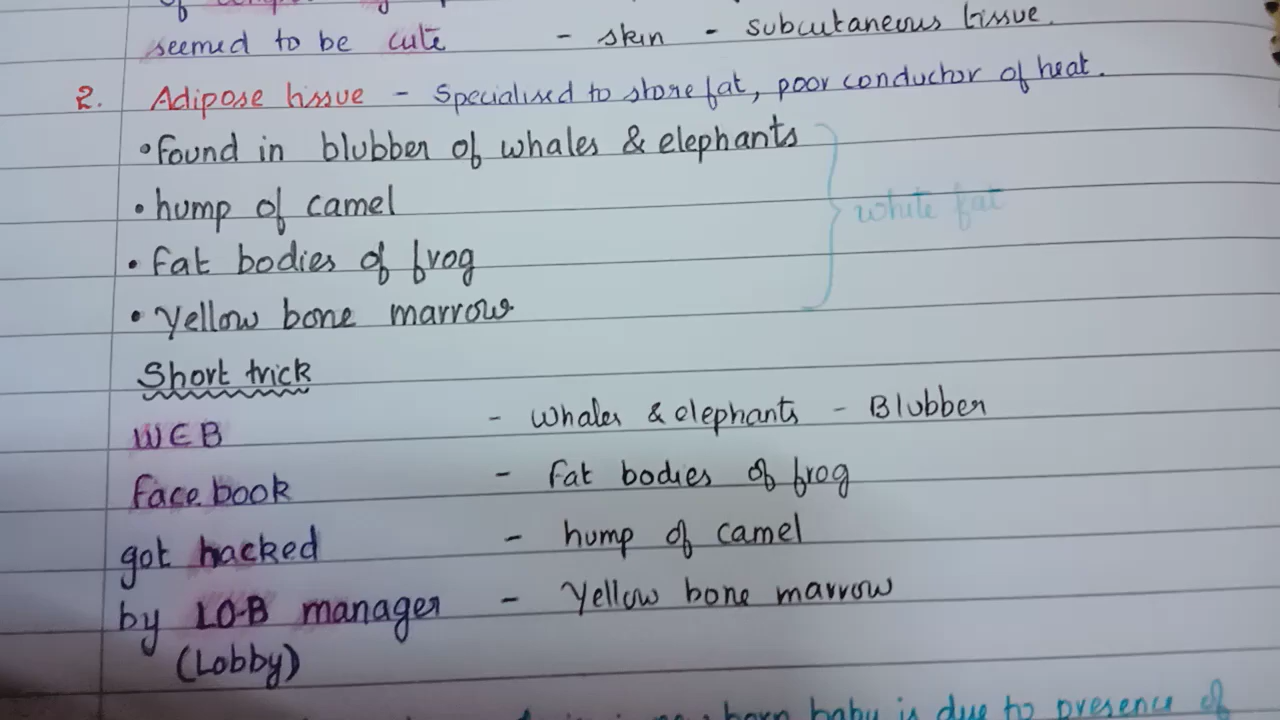 seemed to be cute - skin - subcutaneous tissue.
2. Adipose tissue - Specialised to store fat, poor conductor of heat.
• found in blubber of whales & elephants
• hump of camel
white fat
• fat bodies of frog
• Yellow bone marrow
Short trick
WEB - whales & elephants - Blubber
face book - fat bodies of frog
got hacked - hump of camel
by LO-B manager - Yellow bone marrow
(Lobby)
born baby is due to presence of